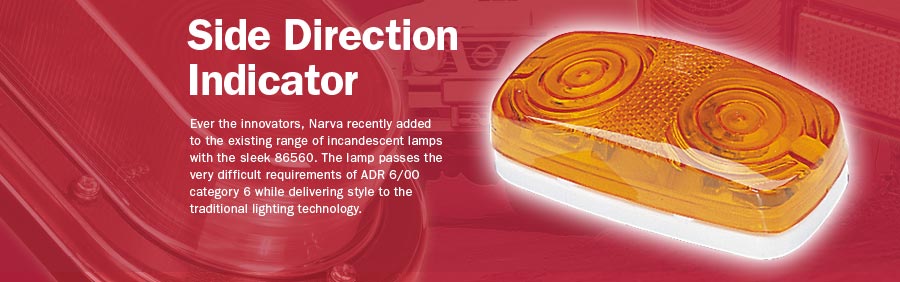 Side Direction
Indicator
Ever the innovators, Narva recently added
to the existing range of incandescent lamps
with the sleek 86560. The lamp passes the
very difficult requirements of ADR 6/00
category 6 while delivering style to the
traditional lighting technology.